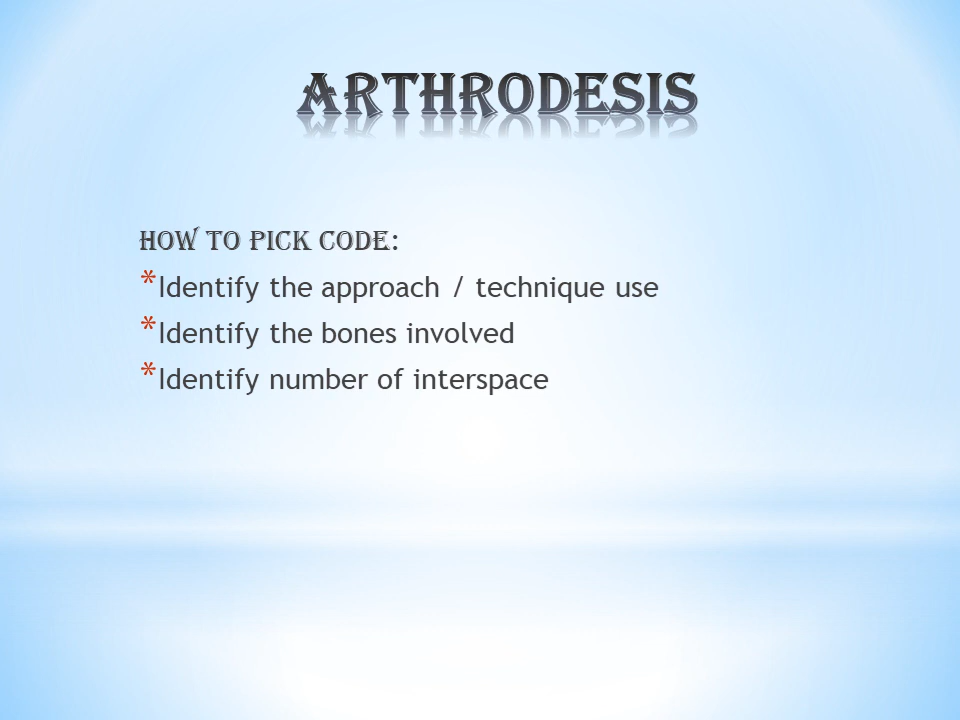 ARTHRODESIS
HOW TO PICK CODE:
*Identify the approach / technique use
*Identify the bones involved
*Identify number of interspace